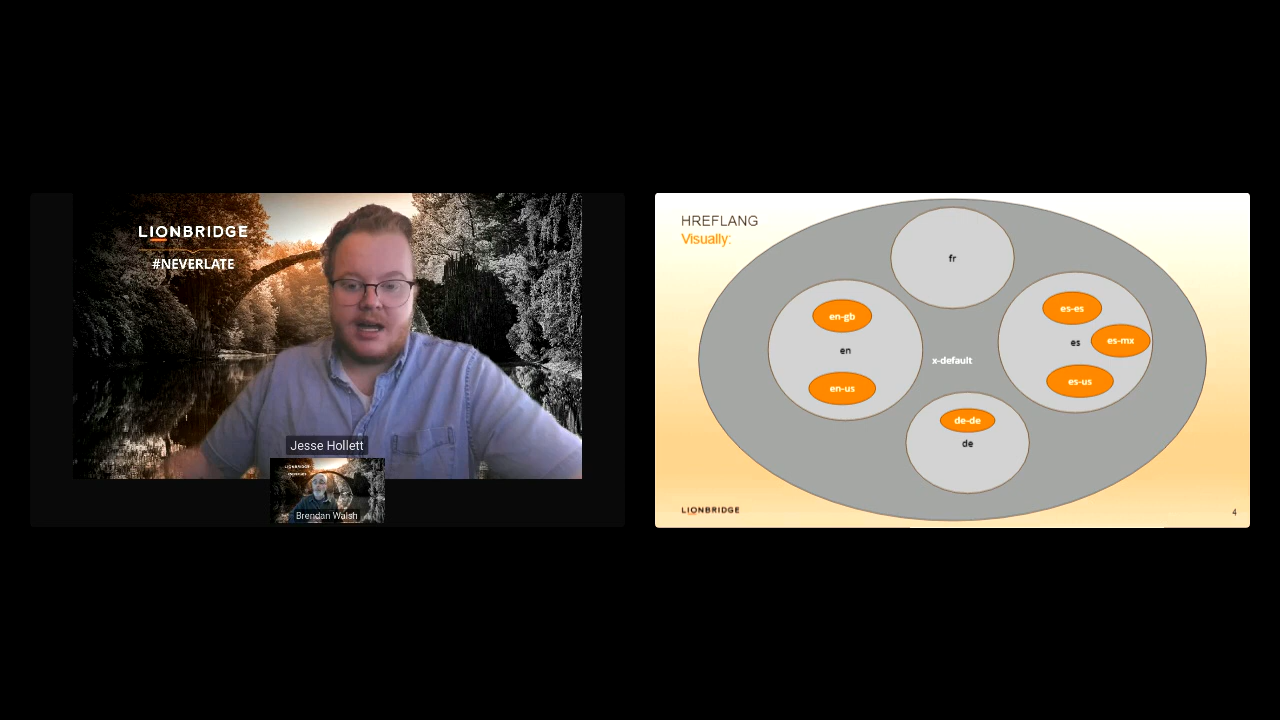 LIONBRIDGE
#NEVERLATE
Jesse Hollett
LIONBRIDGE
Brendan Walsh
HREFLANG
Visually:
fr
en-gb
en
en-us
x-default
es-es
es
es-mx
es-us
de-de
de
LIONBRIDGE
4